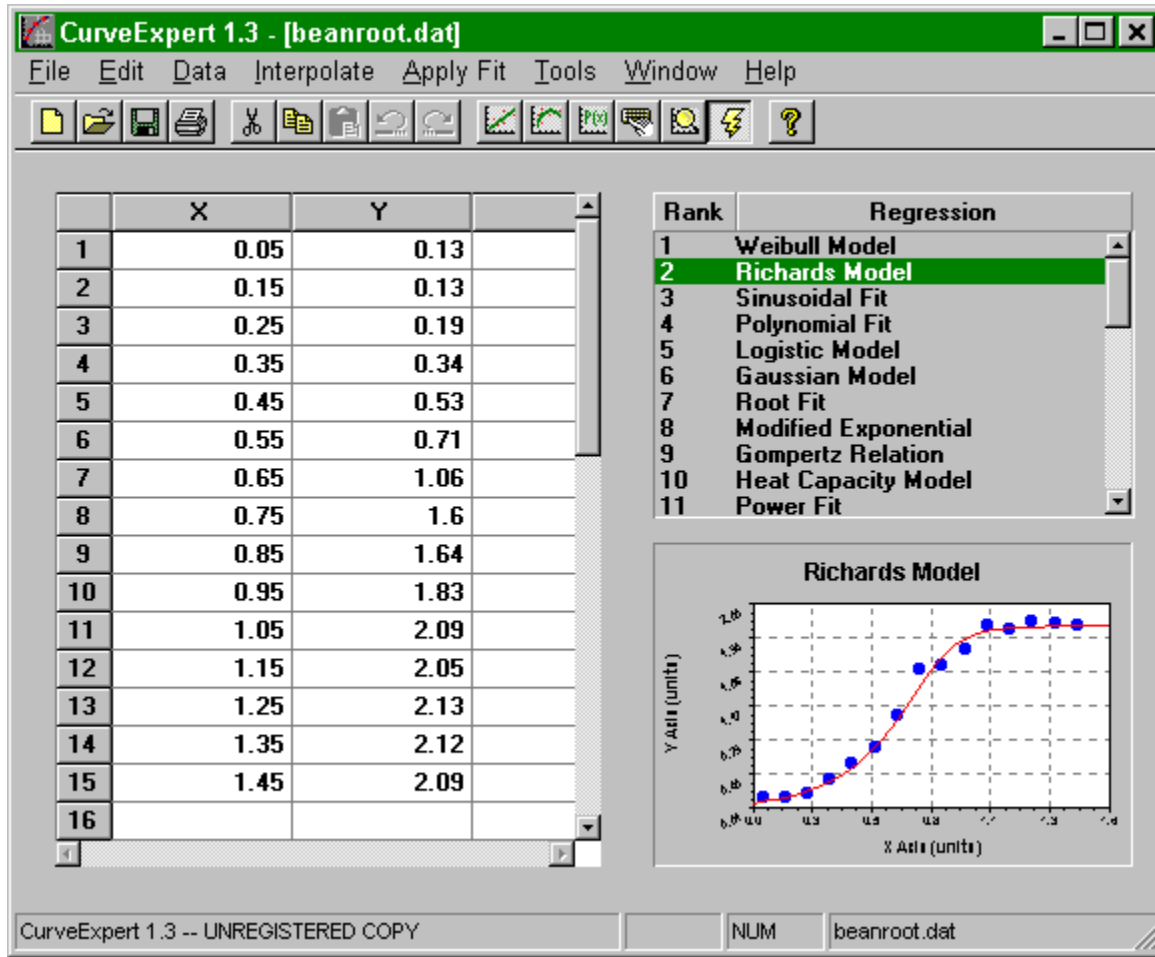 CurveExpert 1.3 - [beanroot.dat]
File Edit Data Interpolate Apply Fit Tools Window Help
P(x) ?
X Y
1 0.05 0.13
2 0.15 0.13
3 0.25 0.19
4 0.35 0.34
5 0.45 0.53
6 0.55 0.71
7 0.65 1.06
8 0.75 1.6
9 0.85 1.64
10 0.95 1.83
11 1.05 2.09
12 1.15 2.05
13 1.25 2.13
14 1.35 2.12
15 1.45 2.09
16
Rank Regression
1 Weibull Model
2 Richards Model
3 Sinusoidal Fit
4 Polynomial Fit
5 Logistic Model
6 Gaussian Model
7 Root Fit
8 Modified Exponential
9 Gompertz Relation
10 Heat Capacity Model
11 Power Fit
Richards Model
Y Axis (units)
X Axis (units)
CurveExpert 1.3 -- UNREGISTERED COPY NUM beanroot.dat